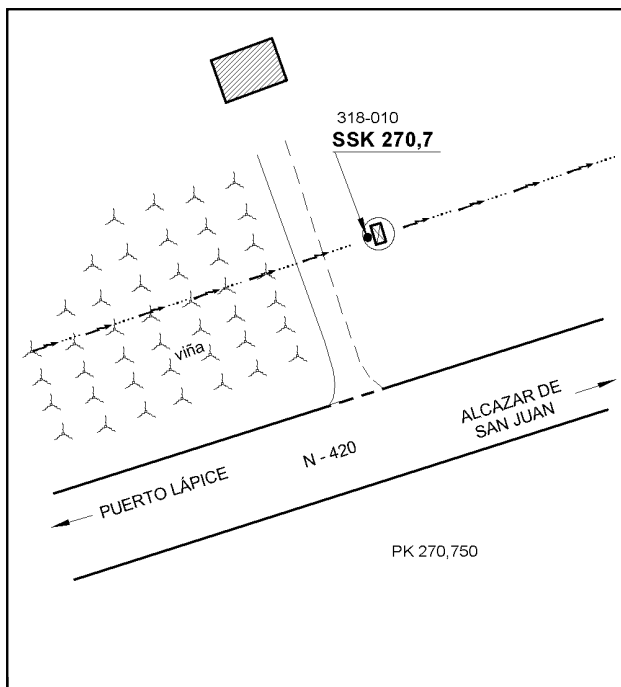 318-010
SSK 270,7
viña
ALCAZAR DE
SAN JUAN
N - 420
PUERTO LÁPICE
PK 270,750